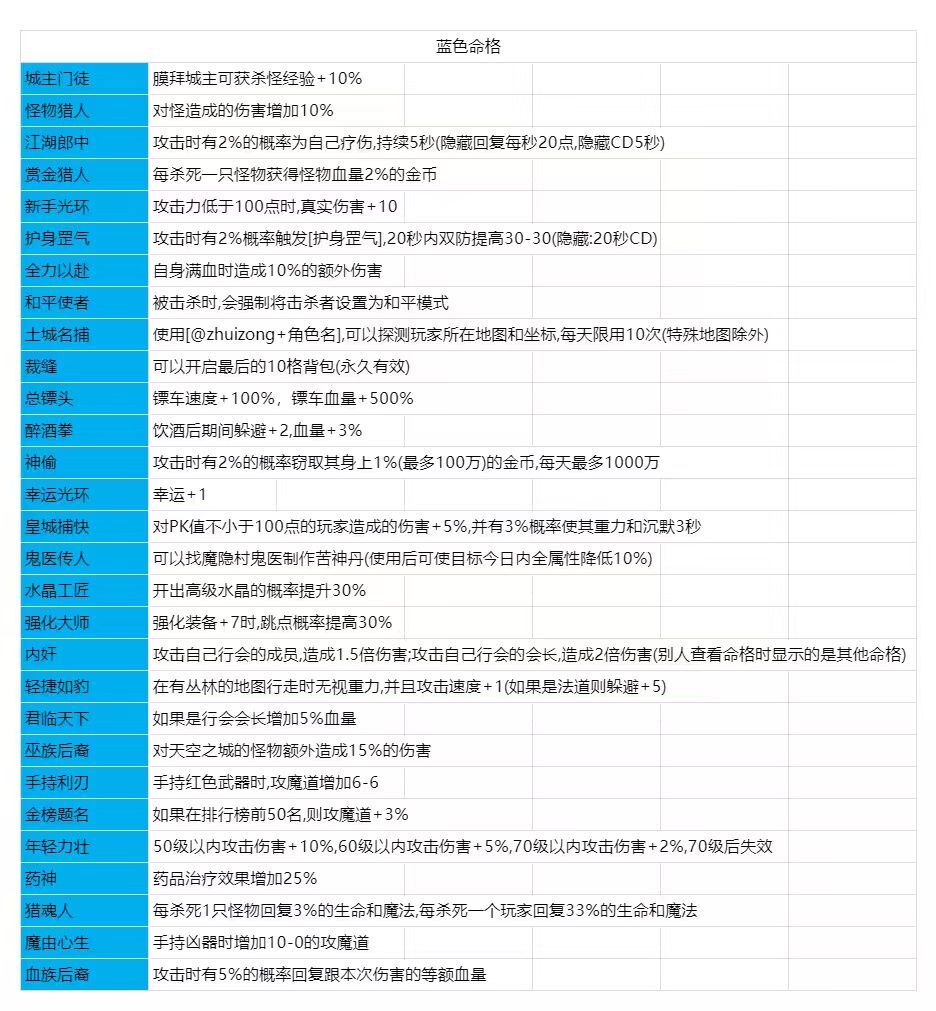 蓝色命格
城主门徒 膜拜城主可获杀怪经验+10%
怪物猎人 对怪造成的伤害增加10%
江湖郎中 攻击时有2%的概率为自己疗伤,持续5秒(隐藏回复每秒20点,隐藏CD5秒)
赏金猎人 每杀死一只怪物获得怪物血量2%的金币
新手光环 攻击力低于100点时,真实伤害+10
护身罡气 攻击时有2%概率触发[护身罡气],20秒内双防提高30-30(隐藏:20秒CD)
全力以赴 自身满血时造成10%的额外伤害
和平使者 被击杀时,会强制将击杀者设置为和平模式
土城名捕 使用[@zhuizong+角色名],可以探测玩家所在地图和坐标,每天限用10次(特殊地图除外)
裁缝 可以开启最后的10格背包(永久有效)
总镖头 镖车速度+100%，镖车血量+500%
醉酒拳 饮酒后期间躲避+2,血量+3%
神偷 攻击时有2%的概率窃取其身上1%(最多100万)的金币,每天最多1000万
幸运光环 幸运+1
皇城捕快 对PK值不小于100点的玩家造成的伤害+5%,并有3%概率使其重力和沉默3秒
鬼医传人 可以找魔隐村鬼医制作苦神丹(使用后可使目标今日内全属性降低10%)
水晶工匠 开出高级水晶的概率提升30%
强化大师 强化装备+7时,跳点概率提高30%
内奸 攻击自己行会的成员,造成1.5倍伤害;攻击自己行会的会长,造成2倍伤害(别人查看命格时显示的是其他命格)
轻捷如豹 在有丛林的地图行走时无视重力,并且攻击速度+1(如果是法道则躲避+5)
君临天下 如果是行会会长增加5%血量
巫族后裔 对天空之城的怪物额外造成15%的伤害
手持利刃 手持红色武器时,攻魔道增加6-6
金榜题名 如果在排行榜前50名,则攻魔道+3%
年轻力壮 50级以内攻击伤害+10%,60级以内攻击伤害+5%,70级以内攻击伤害+2%,70级后失效
药神 药品治疗效果增加25%
猎魂人 每杀死1只怪物回复3%的生命和魔法,每杀死一个玩家回复33%的生命和魔法
魔由心生 手持凶器时增加10-0的攻魔道
血族后裔 攻击时有5%的概率回复跟本次伤害的等额血量